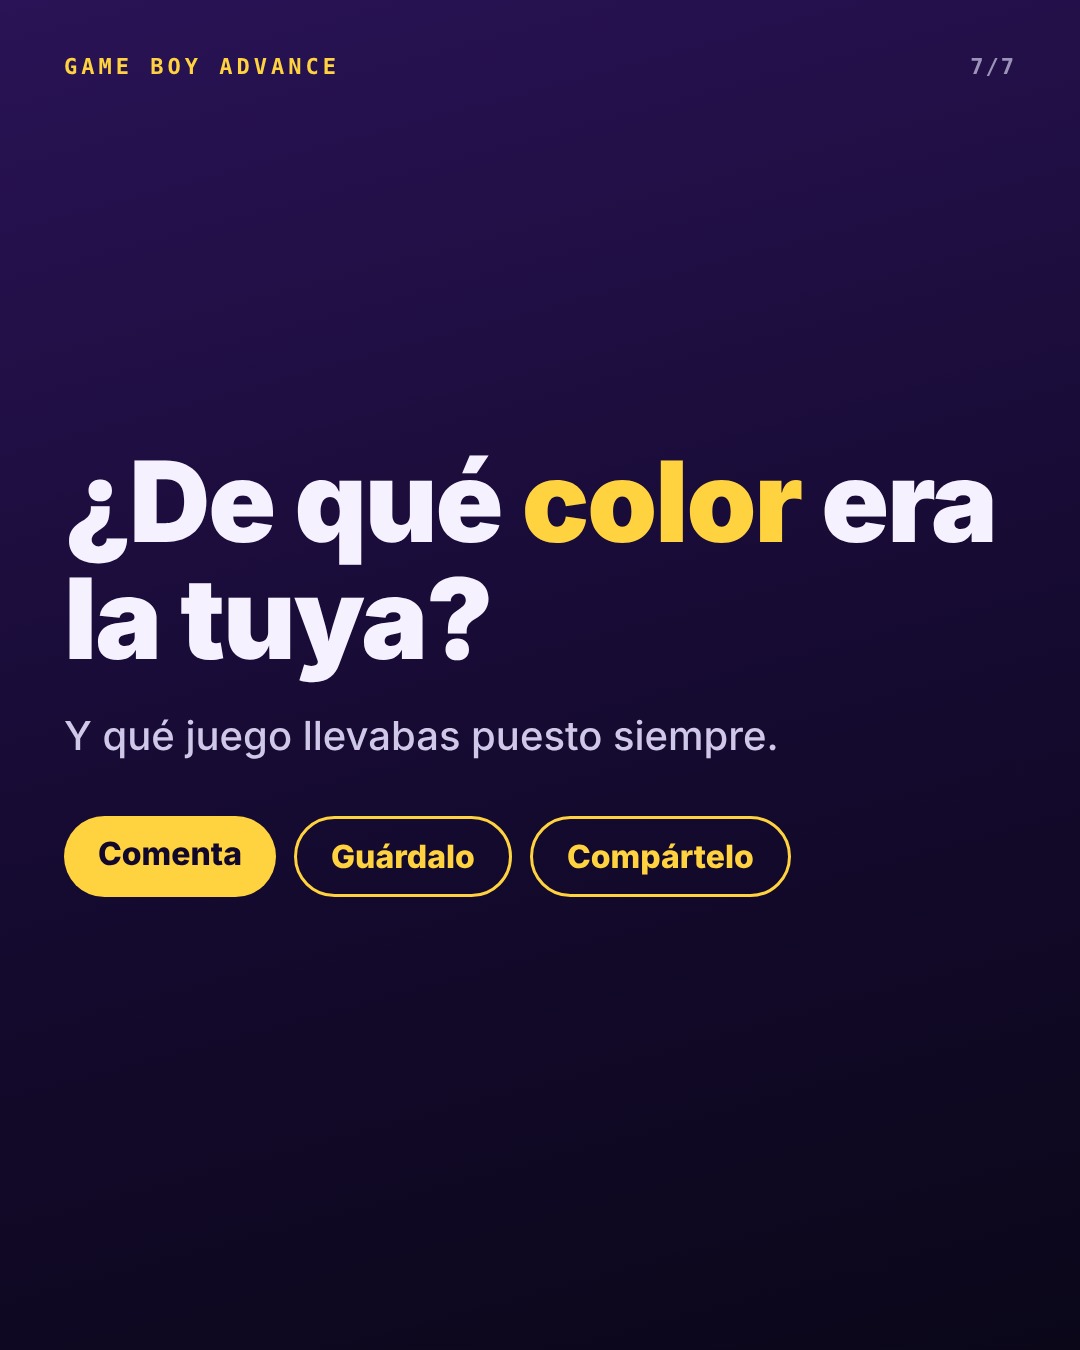 GAME BOY ADVANCE
7/7
¿De qué color era
la tuya?
Y qué juego llevabas puesto siempre.
Comenta
Guárdalo
Compártelo